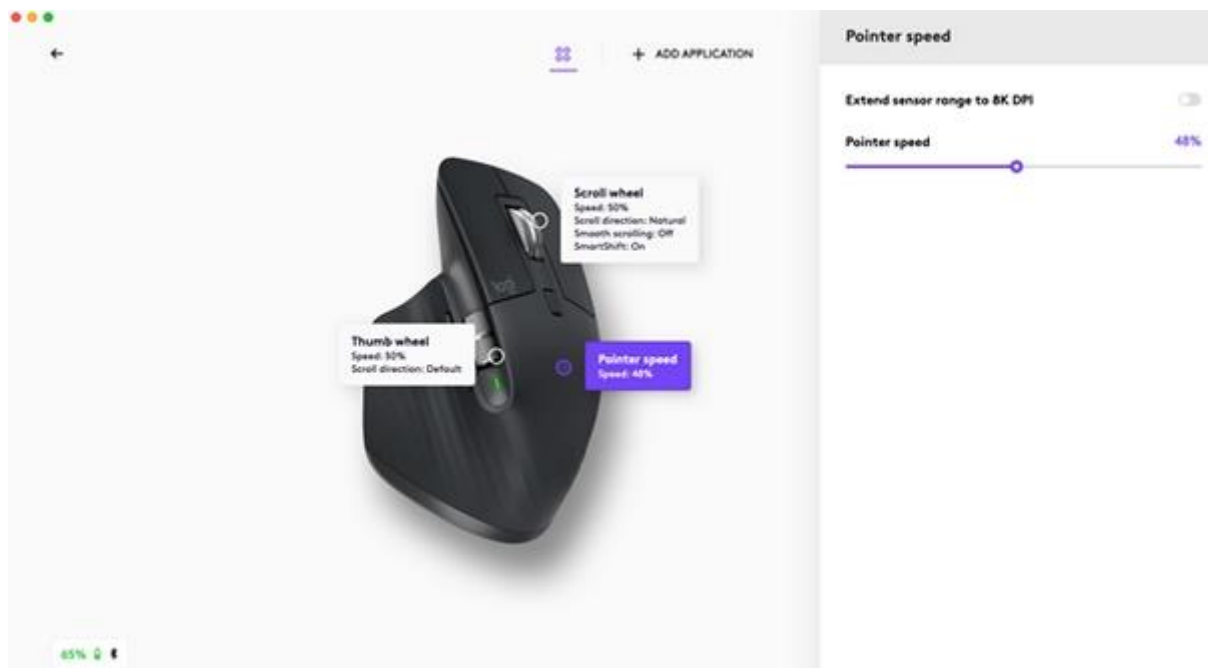 + ADD APPLICATION
Scroll wheel
Speed: 50%
Scroll direction: Natural
Smooth scrolling: Off
SmartShift: On
logi
Thumb wheel
Speed: 50%
Scroll direction: Default
Pointer speed
Speed: 48%
65%
Pointer speed
Extend sensor range to 8K DPI
Pointer speed
48%